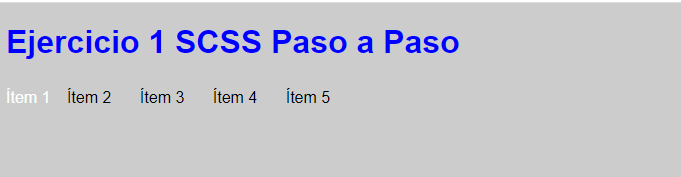 Ejercicio 1 SCSS Paso a Paso
Ítem 1 Ítem 2 Ítem 3 Ítem 4 Ítem 5